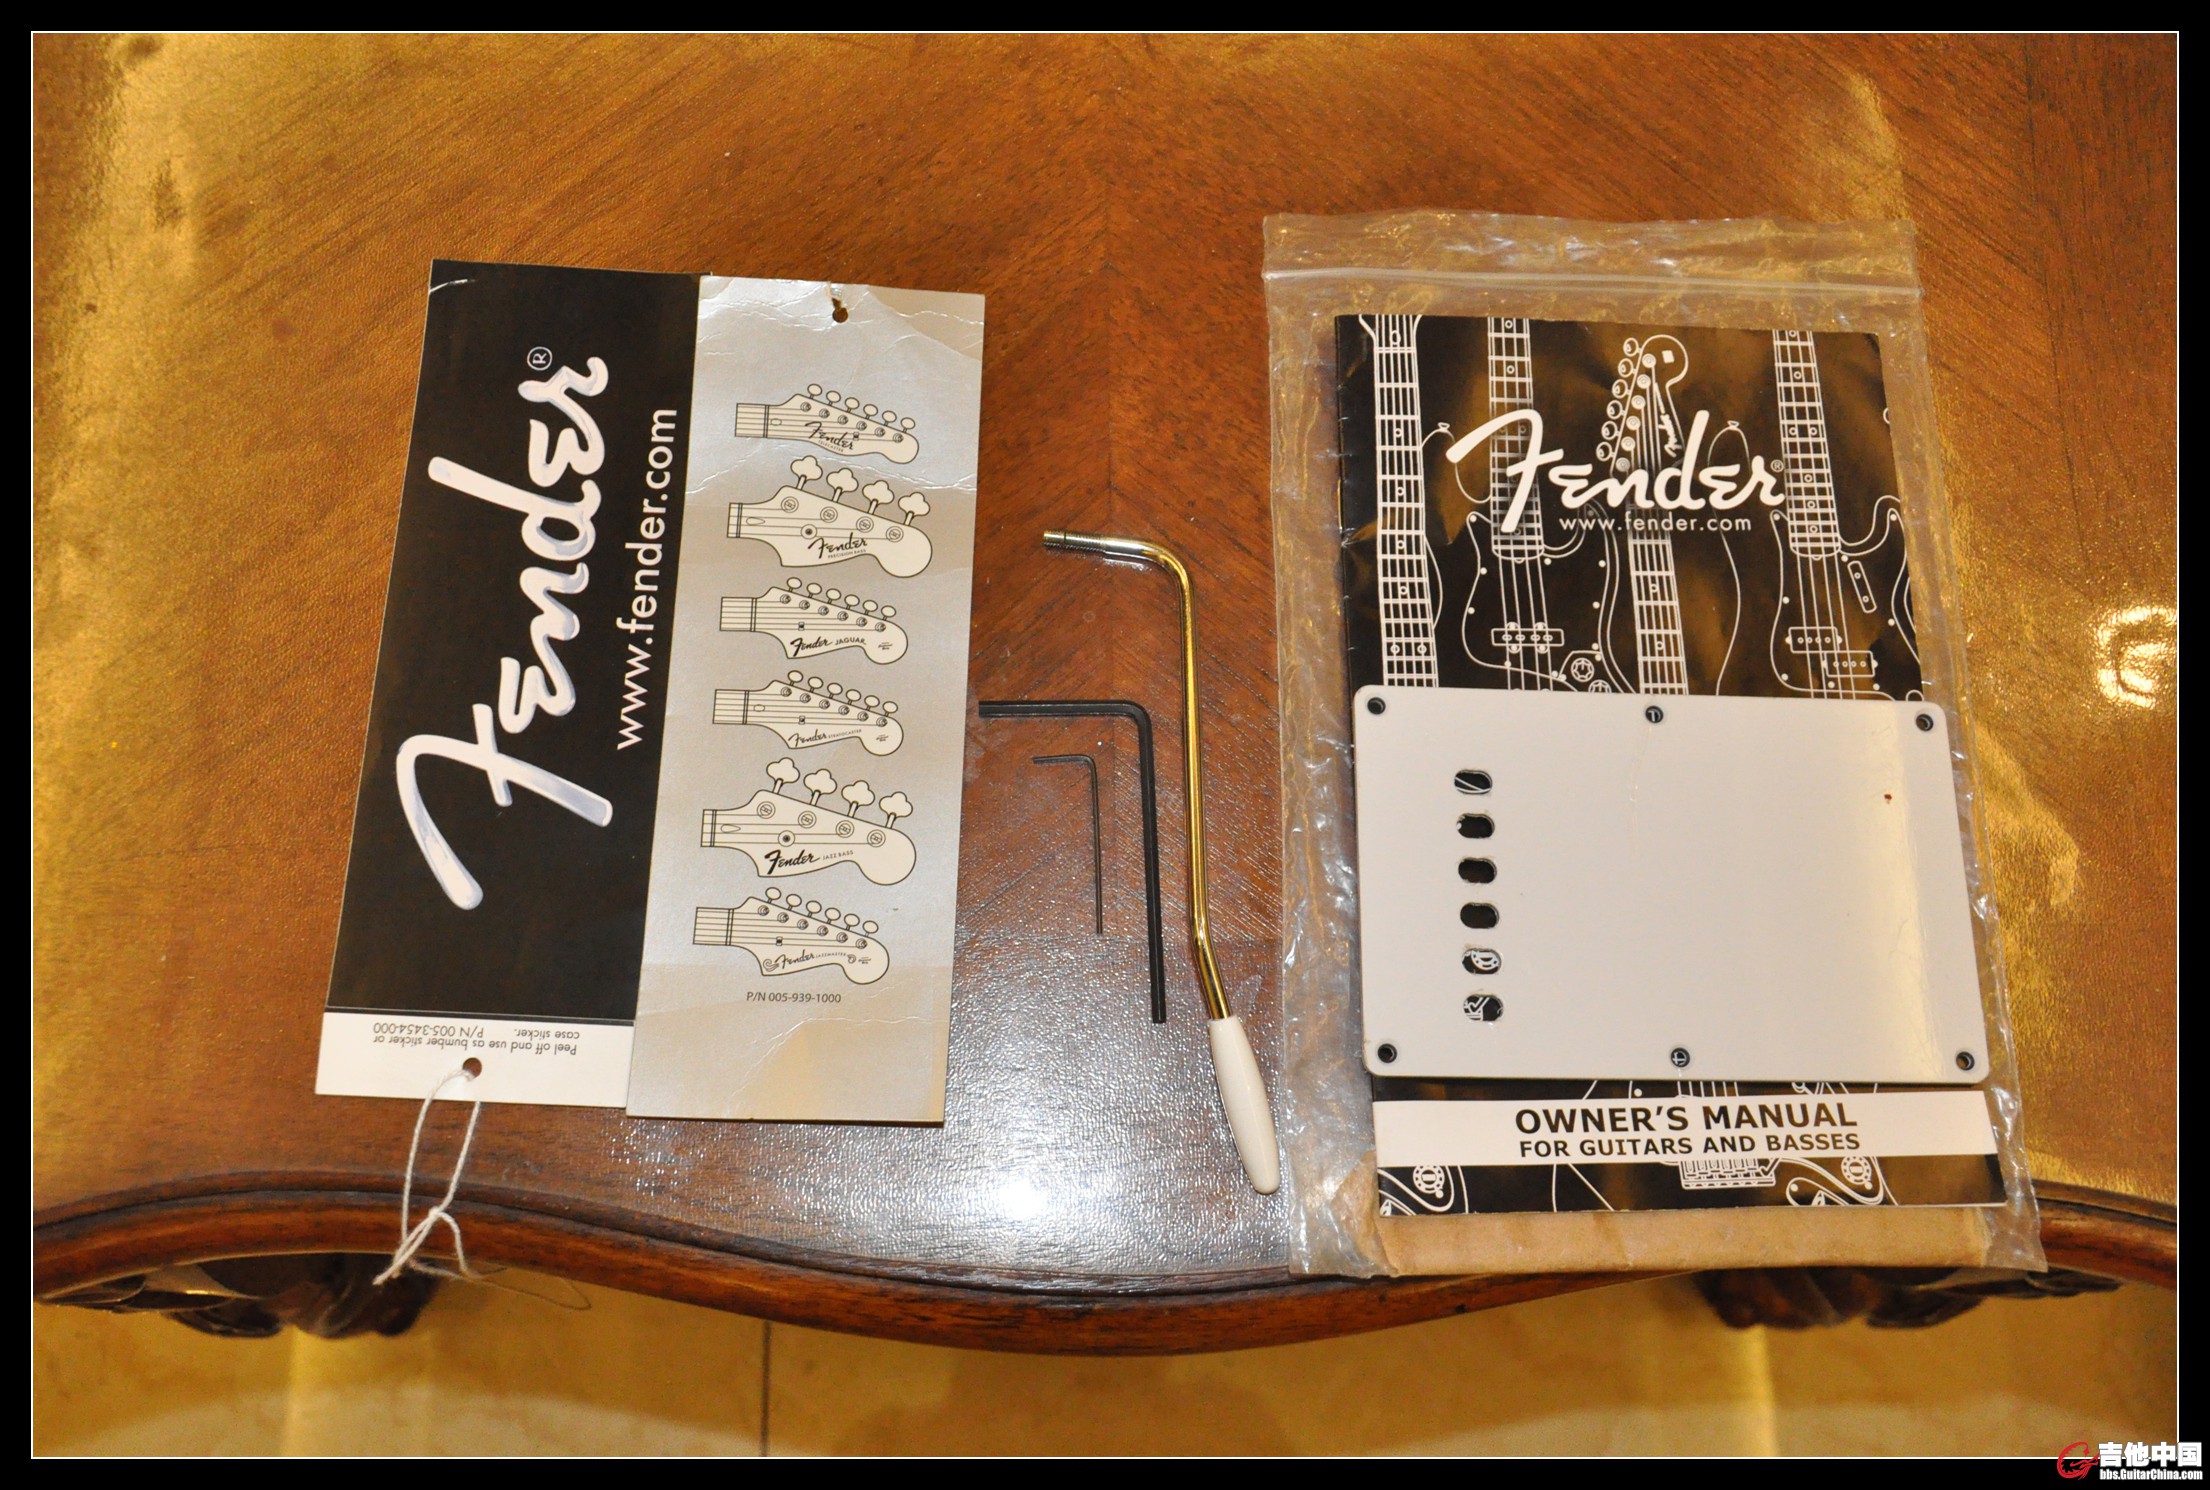 Fender®
www.fender.com
Peel off and use as bumber sticker or
case sticker. P/N 005-3454-000
Fender
Fender
PRECISION BASS
Fender JAGUAR
Fender STRATOCASTER
Fender JAZZ BASS
Fender JAZZMASTER
P/N 005-939-1000
Fender
Fender®
www.fender.com
OWNER'S MANUAL
FOR GUITARS AND BASSES
吉他中国
bbs.GuitarChina.com